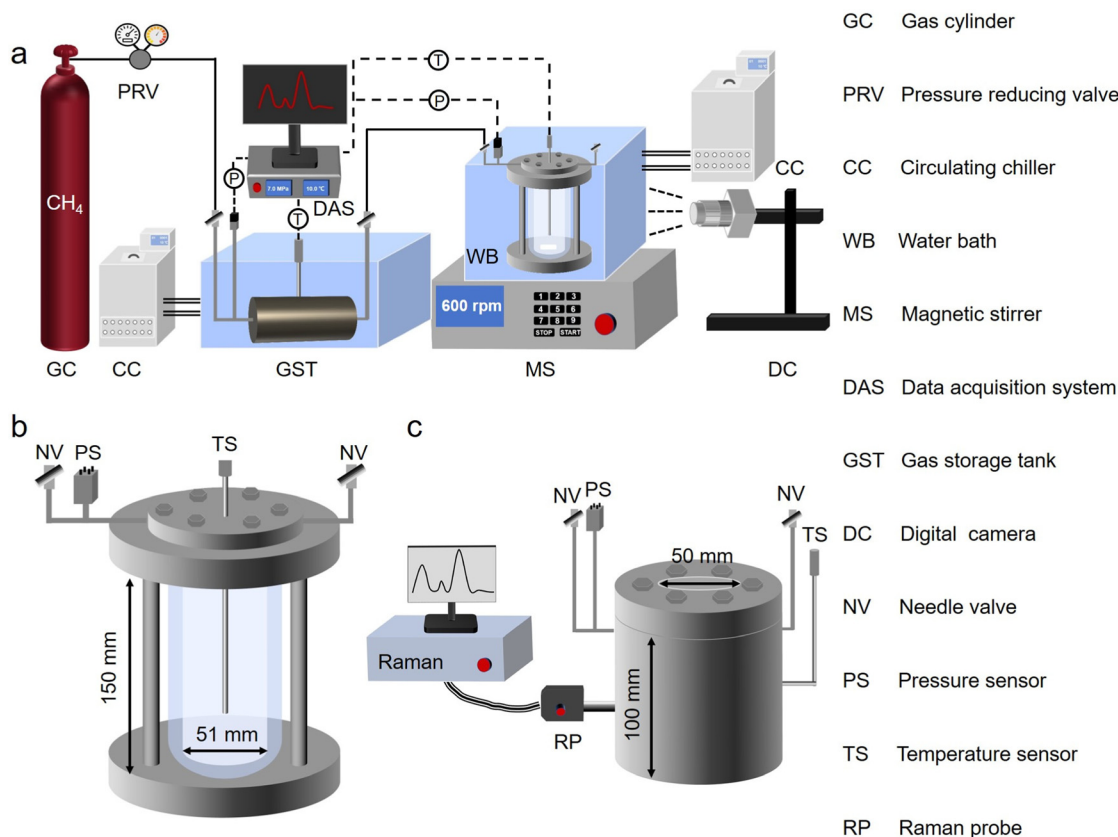 a
PRV
CH4
P
T
7.0 MPa
10.0 ℃
DAS
T
P
WB
600 rpm
1 2 3
4 5 6
7 8 9
STOP START
CC
GC
CC
GST
MS
DC
b
NV
PS
TS
NV
150 mm
51 mm
c
NV
PS
NV
TS
50 mm
100 mm
Raman
RP
GC Gas cylinder
PRV Pressure reducing valve
CC Circulating chiller
WB Water bath
MS Magnetic stirrer
DAS Data acquisition system
GST Gas storage tank
DC Digital camera
NV Needle valve
PS Pressure sensor
TS Temperature sensor
RP Raman probe